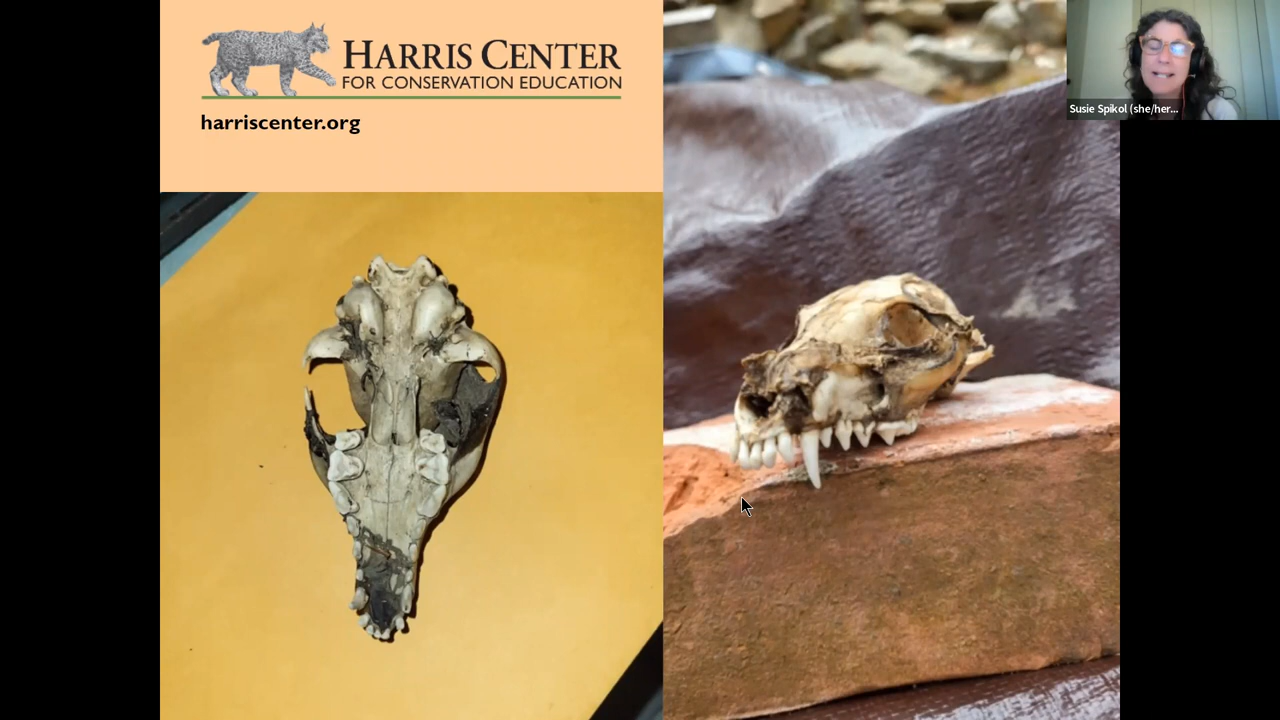 HARRIS CENTER
FOR CONSERVATION EDUCATION
harriscenter.org
Susie Spikol (she/her...